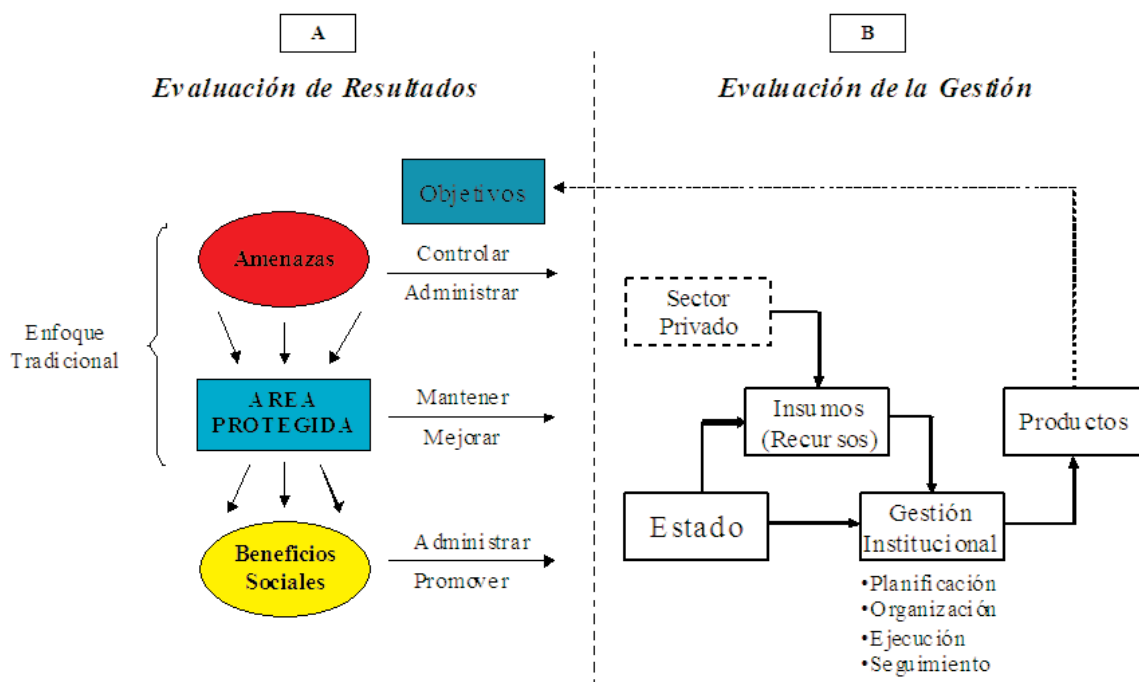 A
Evaluación de Resultados
Objetivos
Amenazas
Controlar
Administrar
Enfoque
Tradicional
AREA
PROTEGIDA
Mantener
Mejorar
Beneficios
Sociales
Administrar
Promover
B
Evaluación de la Gestión
Sector
Privado
Insumos
(Recursos)
Productos
Estado
Gestión
Institucional
•Planificación
•Organización
•Ejecución
•Seguimiento